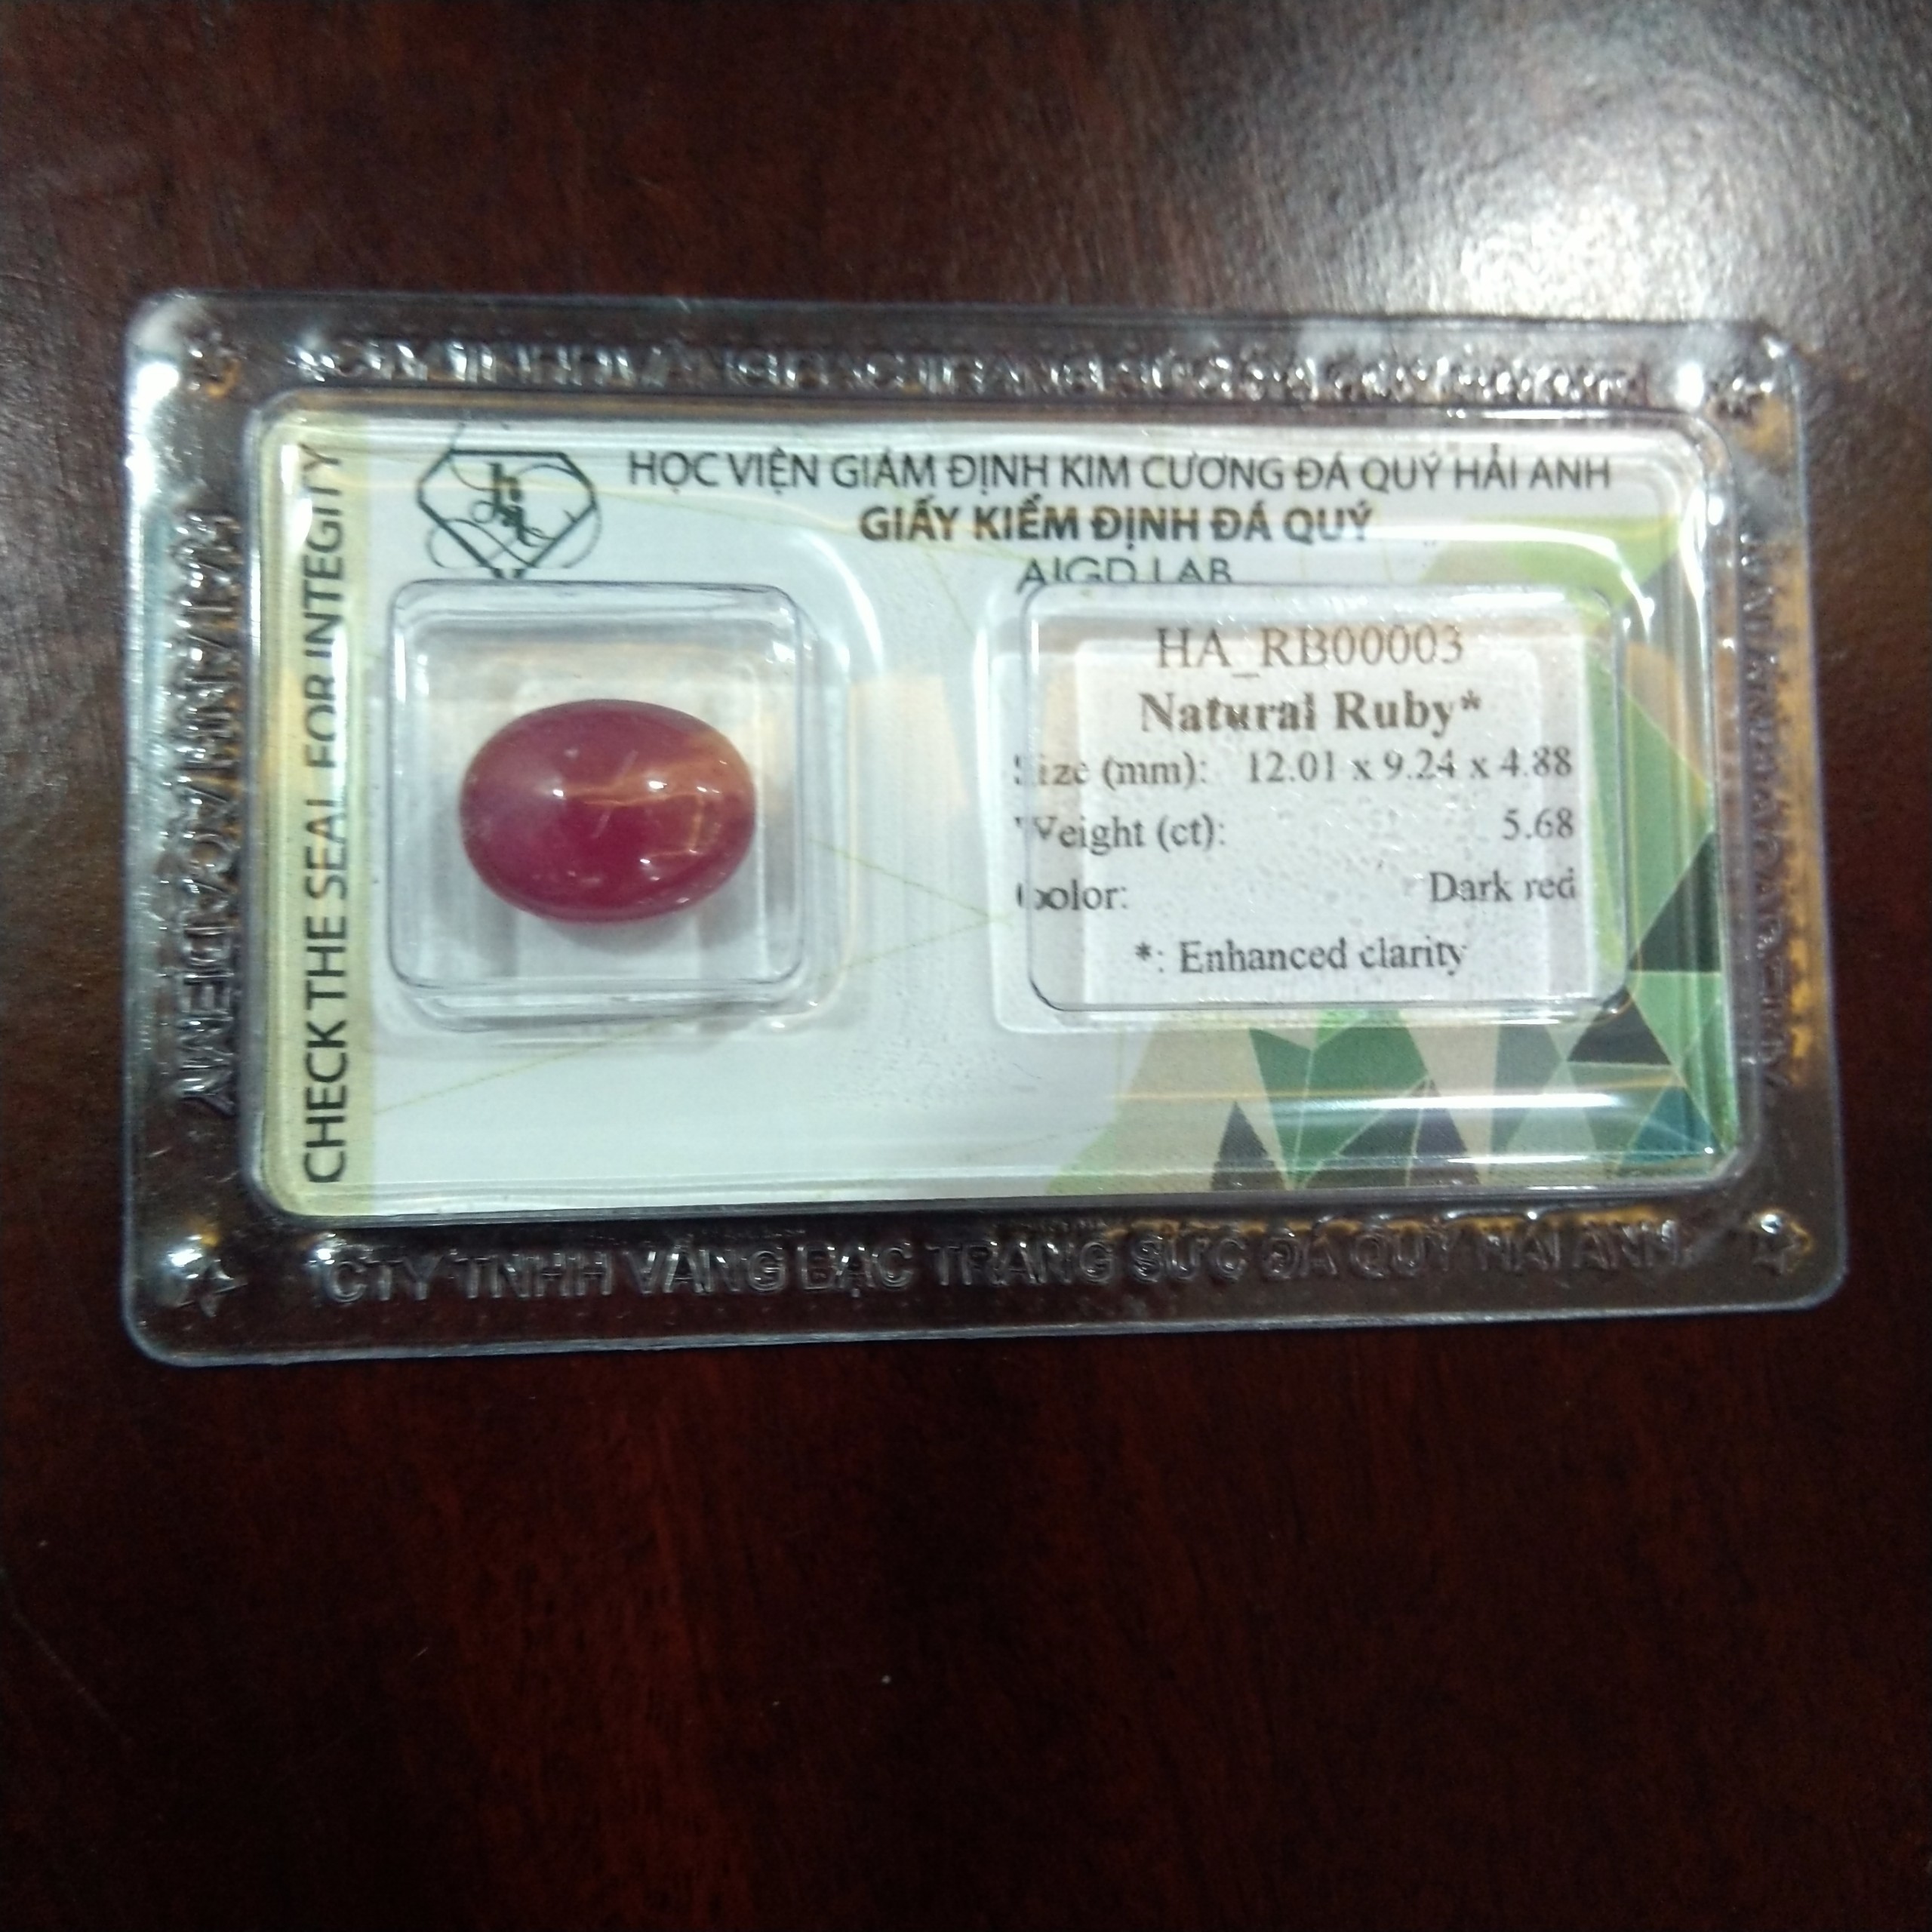 HỌC VIỆN GIÁM ĐỊNH KIM CƯƠNG ĐÁ QUÝ HẢI ANH
GIẤY KIỂM ĐỊNH ĐÁ QUÝ
AIGD LAB
CHECK THE SEAL FOR INTEGITY
HA_RB00003
Natural Ruby*
Size (mm): 12.01 x 9.24 x 4.88
Weight (ct): 5.68
Color: Dark red
*: Enhanced clarity
CTY TNHH VÀNG BẠC TRANG SỨC ĐÁ QUÝ HẢI ANH